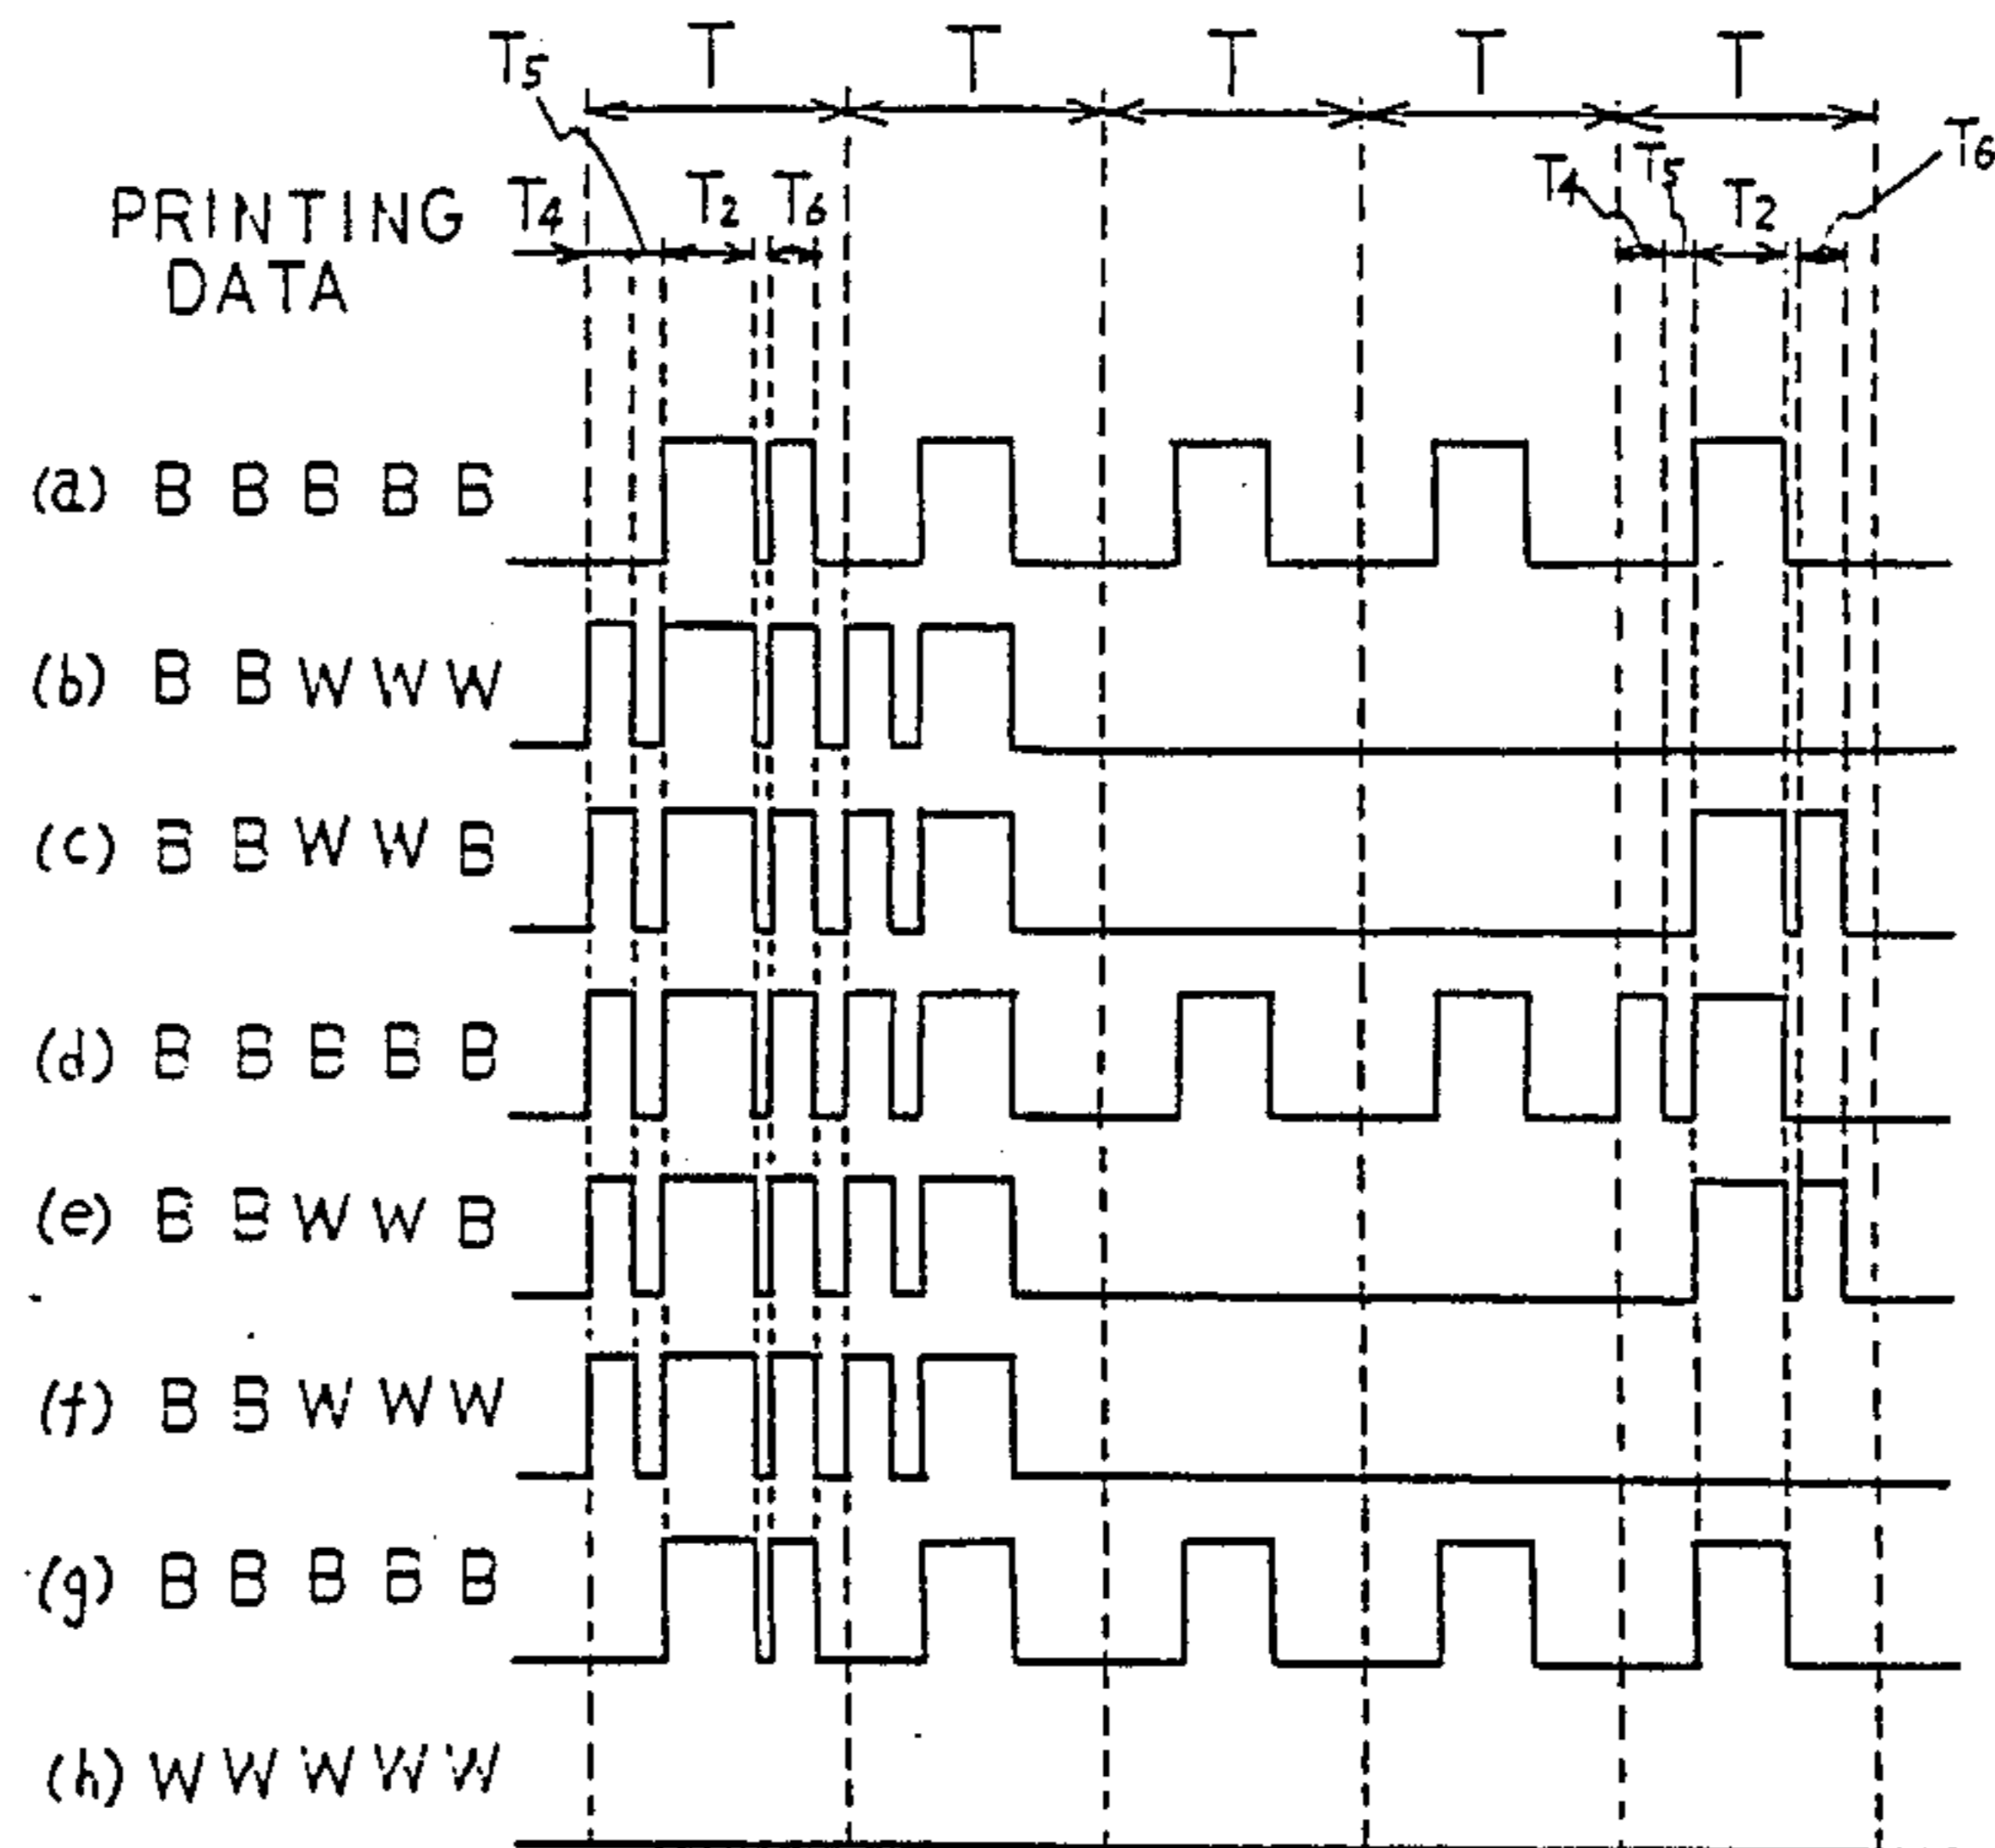 T T T T T
T5
T4 T2 T6
T4 T5 T2 T6
PRINTING
DATA
(a) B B B B B
(b) B B W W W
(c) B B W W B
(d) B B B B B
(e) B B W W B
(f) B B W W W
(g) B B B B B
(h) W W W W W